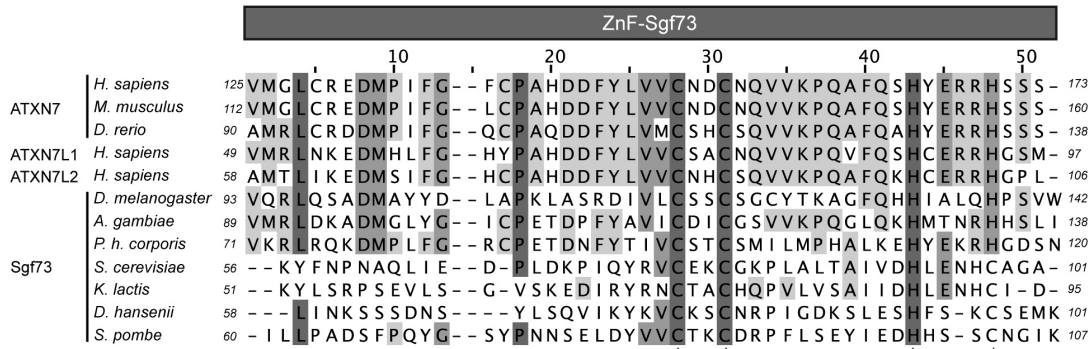 ZnF-Sgf73
10 20 30 40 50
ATXN7
H. sapiens 125 VMGLCREDMPIFG--FCPAHDDFYLVVCNDCNQVVKPQAFQSHYERRHSSS- 173
M. musculus 112 VMGLCREDMPIFG--LCPAHDDFYLVVCNDCNQVVKPQAFQSHYERRHSSS- 160
D. rerio 90 AMRLCRDDMPIFG--QCPAQDDFYLVMCSHCSQVVKPQAFQAHYERRHSSS- 138
ATXN7L1 H. sapiens 49 VMRLNKEDMHLFG--HYPAHDDFYLVVCSACNQVVKPQVFQSHCERRHGSM- 97
ATXN7L2 H. sapiens 58 AMTLIKEDMSIFG--HCPAHDDFYLVVCNHCSQVVKPQAFQKHCERRHGPL- 106
Sgf73
D. melanogaster 93 VQRLQSADMAYYD--LAPKLASRDIVLCSSCSGCYTKAGFQHHIALQHPSVW 142
A. gambiae 89 VMRLDKADMGLYG--ICPETDPFYAVICDICGSVVKPQGLQKHMTNRHHSLI 138
P. h. corporis 71 VKRLRQKDMPLFG--RCPETDNFYTIVCSTCSMILMPHALKEHYEKRHGDSN 120
S. cerevisiae 56 --KYFNPNAQLIE--D-PLDKPIQYRVCEKCGKPLALTAIVDHLENHCAGA- 101
K. lactis 51 --KYLSRPSEVLS--G-VSKEDIRYRNCTACHQPVLVSAIIDHLENHCI-D- 95
D. hansenii 58 ---LINKSSSDNS----YLSQVIKYKVCNRCNRPIGDKSLESHFS-KCSEMK 101
S. pombe 60 -ILLPADSFPQYG--SYPNNSELDYVVCTKCDRPFLSEYIEDHHS-SCNGIK 107